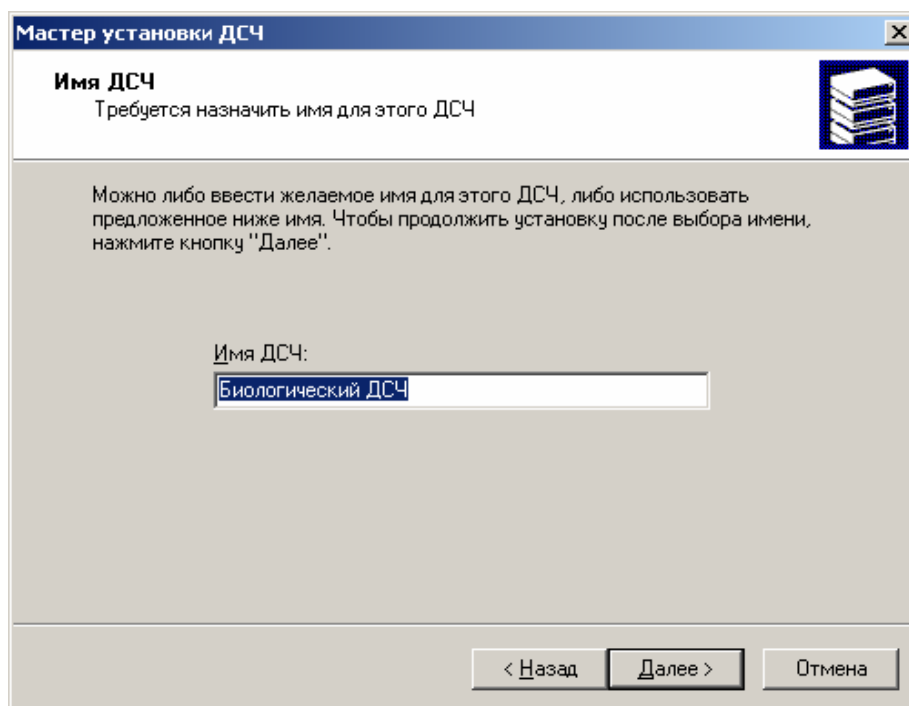 Мастер установки ДСЧ
Имя ДСЧ
Требуется назначить имя для этого ДСЧ
Можно либо ввести желаемое имя для этого ДСЧ, либо использовать
предложенное ниже имя. Чтобы продолжить установку после выбора имени,
нажмите кнопку "Далее".
Имя ДСЧ:
Биологический ДСЧ
< Назад Далее > Отмена